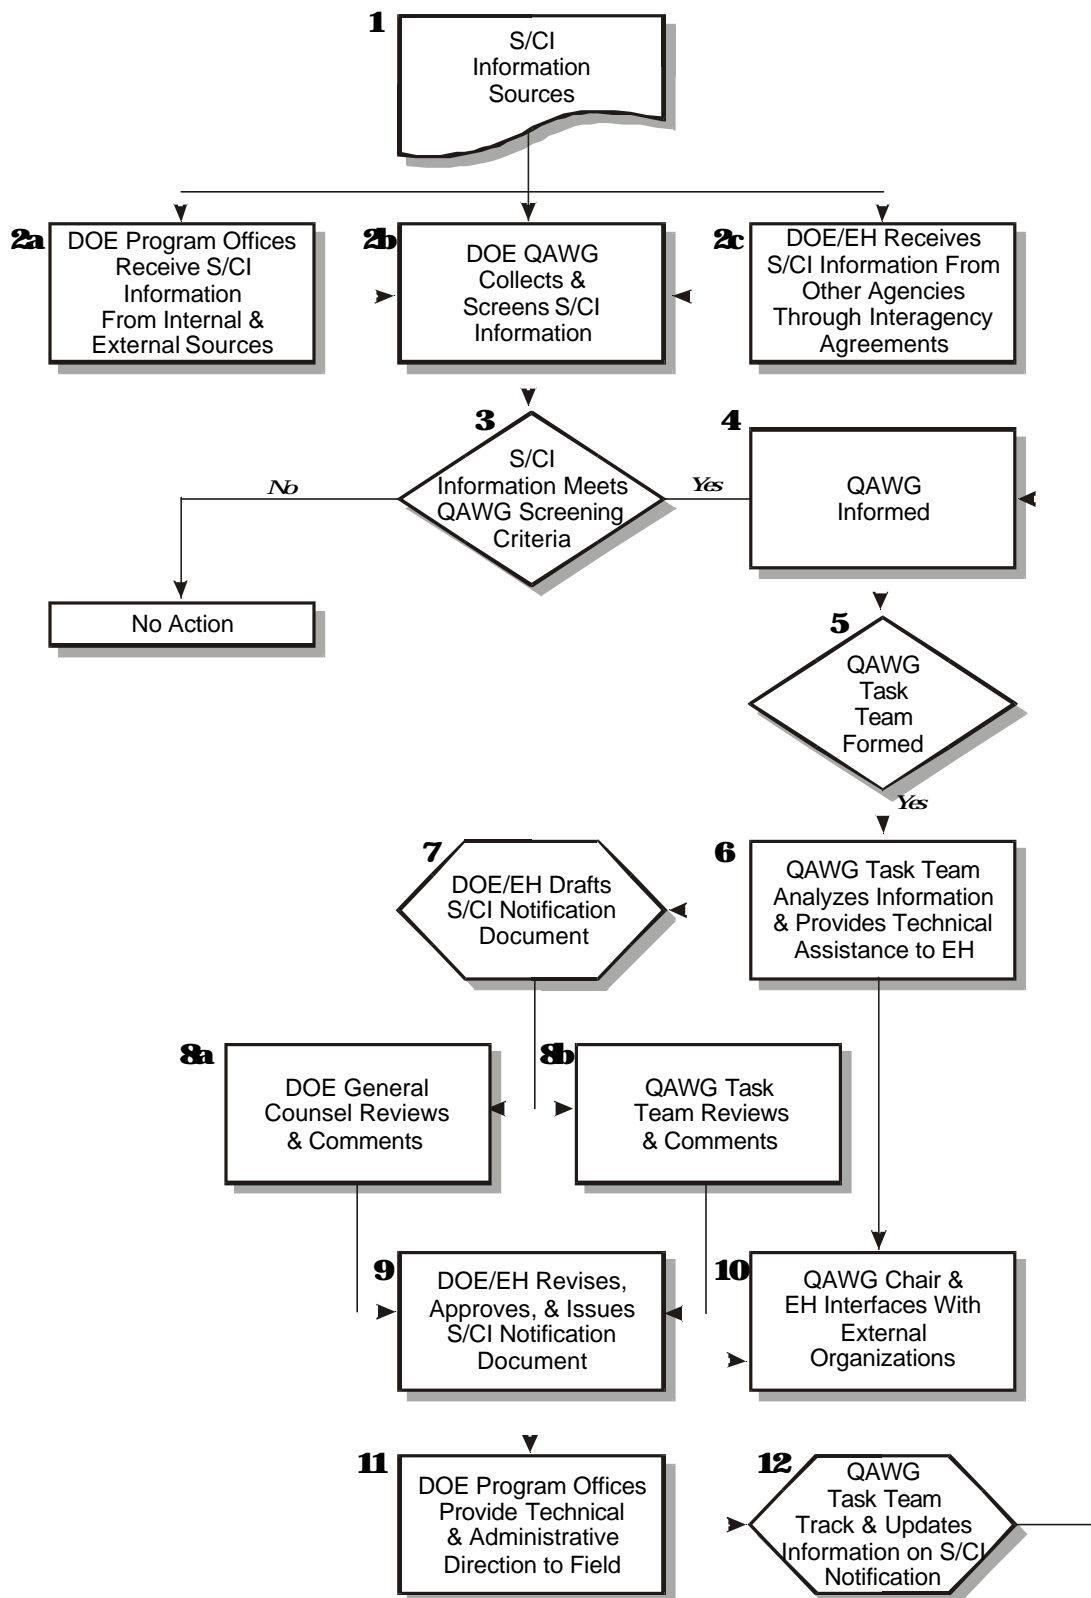 1
S/CI
Information
Sources
2a
DOE Program Offices
Receive S/CI
Information
From Internal &
External Sources
2b
DOE QAWG
Collects &
Screens S/CI
Information
2c
DOE/EH Receives
S/CI Information From
Other Agencies
Through Interagency
Agreements
3
S/CI
Information Meets
QAWG Screening
Criteria
No
Yes
4
QAWG
Informed
No Action
5
QAWG
Task
Team
Formed
Yes
6
QAWG Task Team
Analyzes Information
& Provides Technical
Assistance to EH
7
DOE/EH Drafts
S/CI Notification
Document
8a
DOE General
Counsel Reviews
& Comments
8b
QAWG Task
Team Reviews
& Comments
9
DOE/EH Revises,
Approves, & Issues
S/CI Notification
Document
10
QAWG Chair &
EH Interfaces With
External
Organizations
11
DOE Program Offices
Provide Technical
& Administrative
Direction to Field
12
QAWG
Task Team
Track & Updates
Information on S/CI
Notification